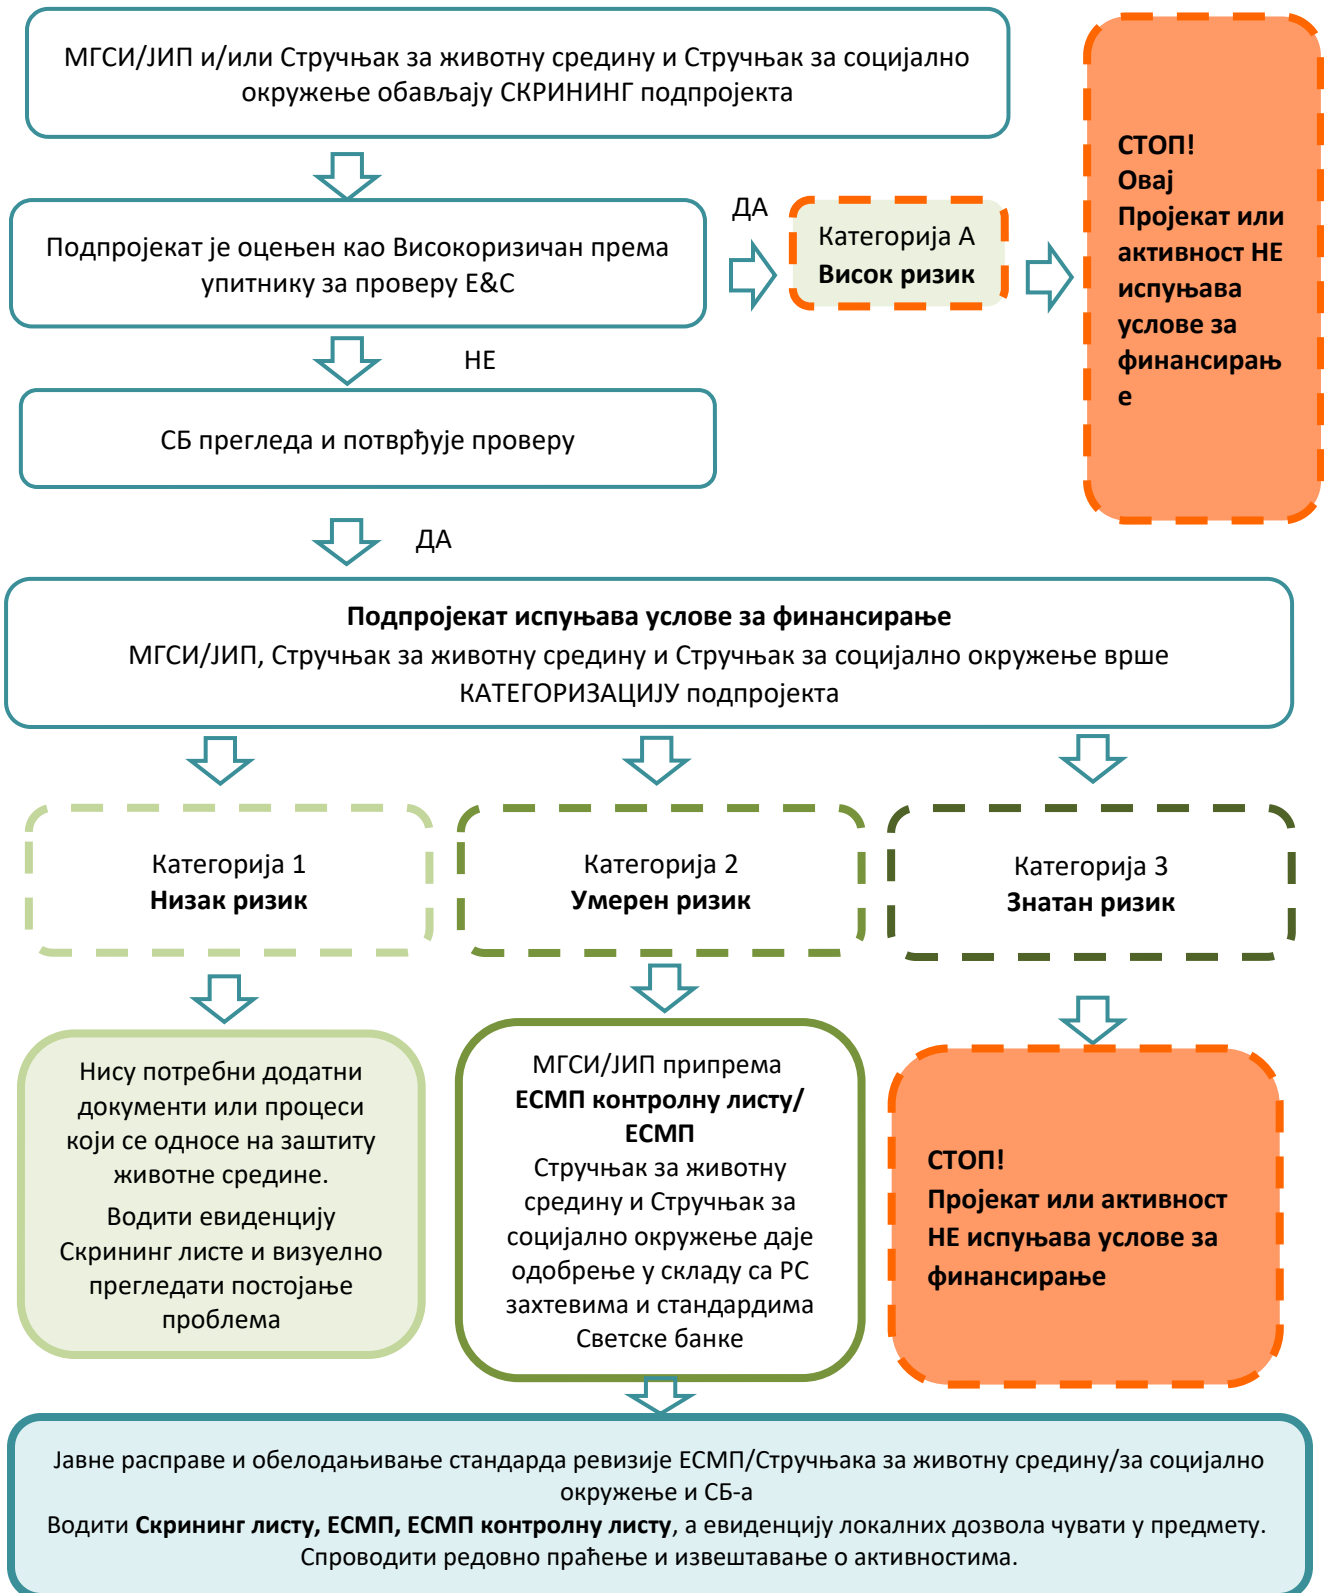 МГСИ/ЈИП и/или Стручњак за животну средину и Стручњак за социјално
окружење обављају СКРИНИНГ подпројекта
Подпројекат је оцењен као Високоризичан према
упитнику за проверу Е&С
ДА
Категорија А
Висок ризик
СТОП!
Овај
Пројекат или
активност НЕ
испуњава
услове за
финансирањ
е
НЕ
СБ прегледа и потврђује проверу
ДА
Подпројекат испуњава услове за финансирање
МГСИ/ЈИП, Стручњак за животну средину и Стручњак за социјално окружење врше
КАТЕГОРИЗАЦИЈУ подпројекта
Категорија 1
Низак ризик
Категорија 2
Умерен ризик
Категорија 3
Знатан ризик
Нису потребни додатни
документи или процеси
који се односе на заштиту
животне средине.
Водити евиденцију
Скрининг листе и визуелно
прегледати постојање
проблема
МГСИ/ЈИП припрема
ЕСМП контролну листу/
ЕСМП
Стручњак за животну
средину и Стручњак за
социјално окружење даје
одобрење у складу са РС
захтевима и стандардима
Светске банке
СТОП!
Пројекат или активност
НЕ испуњава услове за
финансирање
Јавне расправе и обелодањивање стандарда ревизије ЕСМП/Стручњака за животну средину/за социјално
окружење и СБ-а
Водити Скрининг листу, ЕСМП, ЕСМП контролну листу, а евиденцију локалних дозвола чувати у предмету.
Спроводити редовно праћење и извештавање о активностима.